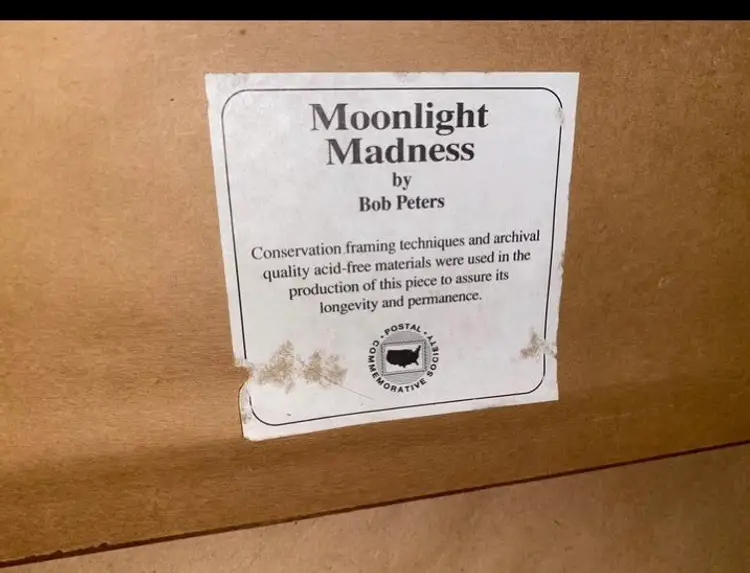 Moonlight
Madness
by
Bob Peters
Conservation framing techniques and archival
quality acid-free materials were used in the
production of this piece to assure its
longevity and permanence.
POSTAL
COMMEMORATIVE SOCIETY